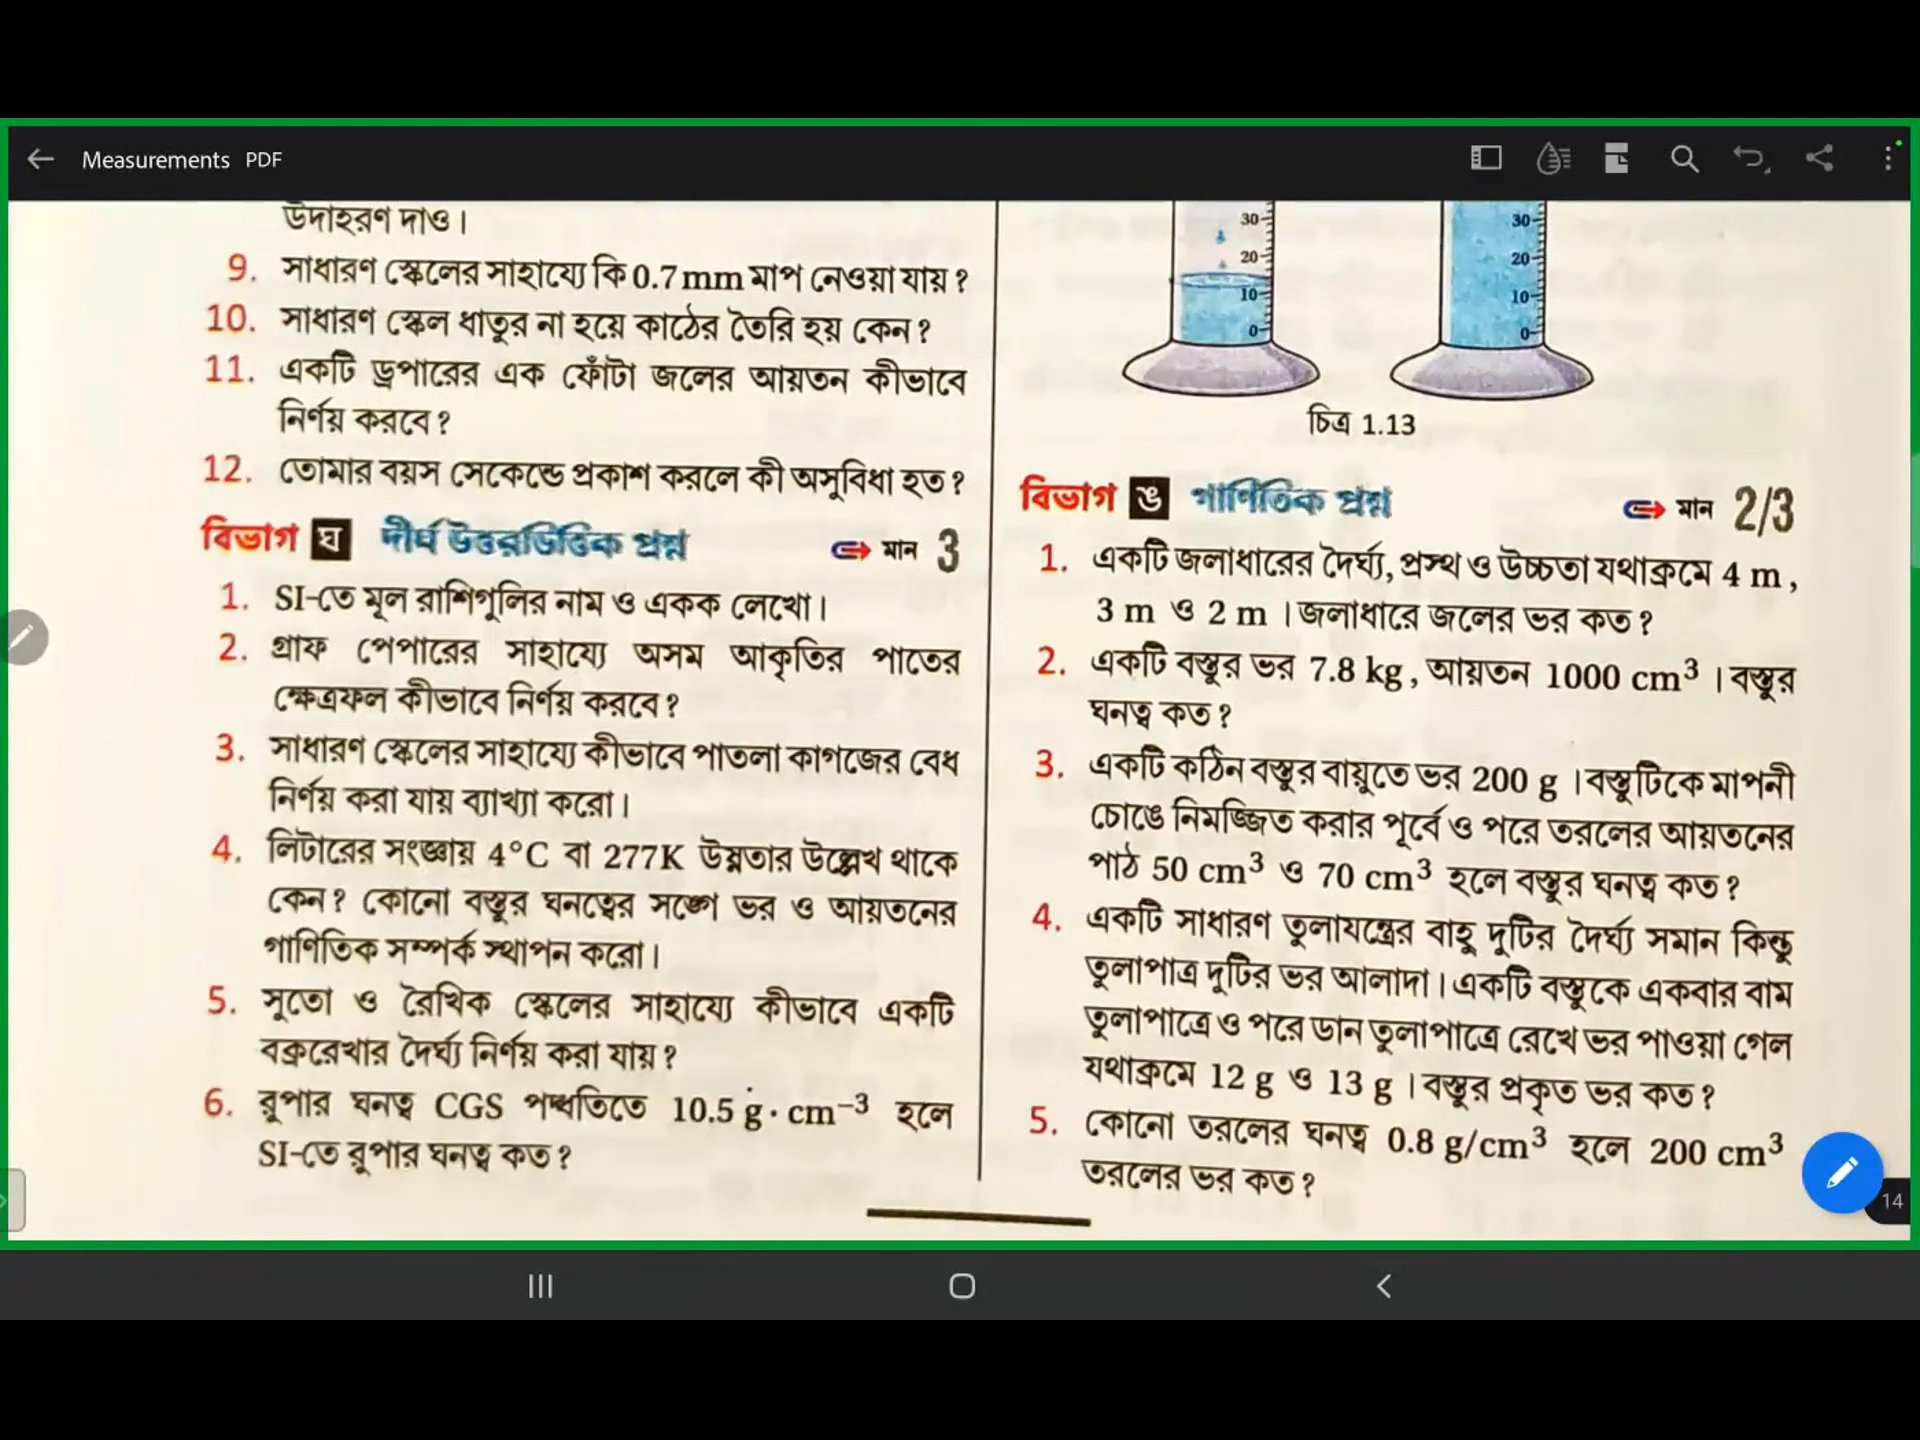 Measurements PDF
উদাহরণ দাও।
9. সাধারণ স্কেলের সাহায্যে কি 0.7 mm মাপ নেওয়া যায়?
10. সাধারণ স্কেল ধাতুর না হয়ে কাঠের তৈরি হয় কেন?
11. একটি ড্রপারের এক ফোঁটা জলের আয়তন কীভাবে
নির্ণয় করবে?
12. তোমার বয়স সেকেন্ডে প্রকাশ করলে কী অসুবিধা হত?
বিভাগ ঘ দীর্ঘ উত্তরভিত্তিক প্রশ্ন মান 3
1. SI-তে মূল রাশিগুলির নাম ও একক লেখো।
2. গ্রাফ পেপারের সাহায্যে অসম আকৃতির পাতের
ক্ষেত্রফল কীভাবে নির্ণয় করবে?
3. সাধারণ স্কেলের সাহায্যে কীভাবে পাতলা কাগজের বেধ
নির্ণয় করা যায় ব্যাখ্যা করো।
4. লিটারের সংজ্ঞায় 4°C বা 277K উষ্ণতার উল্লেখ থাকে
কেন? কোনো বস্তুর ঘনত্বের সঙ্গে ভর ও আয়তনের
গাণিতিক সম্পর্ক স্থাপন করো।
5. সুতো ও রৈখিক স্কেলের সাহায্যে কীভাবে একটি
বক্ররেখার দৈর্ঘ্য নির্ণয় করা যায়?
6. রুপার ঘনত্ব CGS পদ্ধতিতে 10.5 g · cm⁻³ হলে
SI-তে রুপার ঘনত্ব কত?
30
20
10
0
30
20
10
0
চিত্র 1.13
বিভাগ ঙ গাণিতিক প্রশ্ন মান 2/3
1. একটি জলাধারের দৈর্ঘ্য, প্রস্থ ও উচ্চতা যথাক্রমে 4 m,
3 m ও 2 m। জলাধারে জলের ভর কত?
2. একটি বস্তুর ভর 7.8 kg, আয়তন 1000 cm³। বস্তুর
ঘনত্ব কত?
3. একটি কঠিন বস্তুর বায়ুতে ভর 200 g। বস্তুটিকে মাপনী
চোঙে নিমজ্জিত করার পূর্বে ও পরে তরলের আয়তনের
পাঠ 50 cm³ ও 70 cm³ হলে বস্তুর ঘনত্ব কত?
4. একটি সাধারণ তুলাযন্ত্রের বাহু দুটির দৈর্ঘ্য সমান কিন্তু
তুলাপাত্র দুটির ভর আলাদা। একটি বস্তুকে একবার বাম
তুলাপাত্রে ও পরে ডান তুলাপাত্রে রেখে ভর পাওয়া গেল
যথাক্রমে 12 g ও 13 g। বস্তুর প্রকৃত ভর কত?
5. কোনো তরলের ঘনত্ব 0.8 g/cm³ হলে 200 cm³
তরলের ভর কত?
14